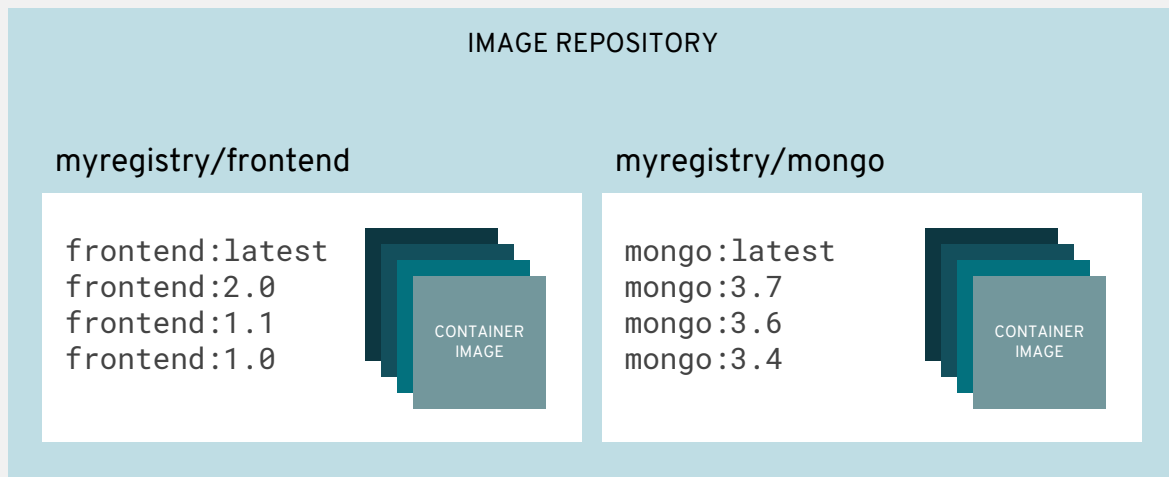 IMAGE REPOSITORY
myregistry/frontend
frontend:latest
frontend:2.0
frontend:1.1
frontend:1.0
CONTAINER
IMAGE
myregistry/mongo
mongo:latest
mongo:3.7
mongo:3.6
mongo:3.4
CONTAINER
IMAGE